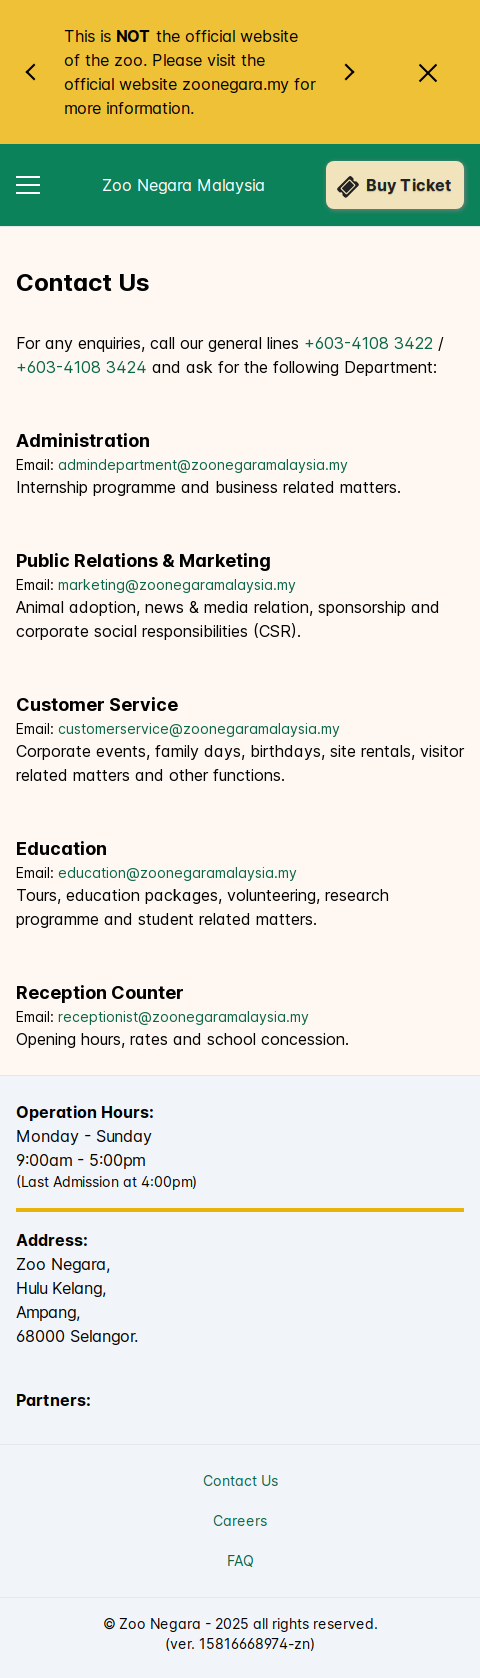 This is NOT the official website
of the zoo. Please visit the
official website zoonegara.my for
more information.
Zoo Negara Malaysia
Buy Ticket
Contact Us
For any enquiries, call our general lines +603-4108 3422 /
+603-4108 3424 and ask for the following Department:
Administration
Email: admindepartment@zoonegaramalaysia.my
Internship programme and business related matters.
Public Relations & Marketing
Email: marketing@zoonegaramalaysia.my
Animal adoption, news & media relation, sponsorship and
corporate social responsibilities (CSR).
Customer Service
Email: customerservice@zoonegaramalaysia.my
Corporate events, family days, birthdays, site rentals, visitor
related matters and other functions.
Education
Email: education@zoonegaramalaysia.my
Tours, education packages, volunteering, research
programme and student related matters.
Reception Counter
Email: receptionist@zoonegaramalaysia.my
Opening hours, rates and school concession.
Operation Hours:
Monday - Sunday
9:00am - 5:00pm
(Last Admission at 4:00pm)
Address:
Zoo Negara,
Hulu Kelang,
Ampang,
68000 Selangor.
Partners:
Contact Us
Careers
FAQ
© Zoo Negara - 2025 all rights reserved.
(ver. 15816668974-zn)